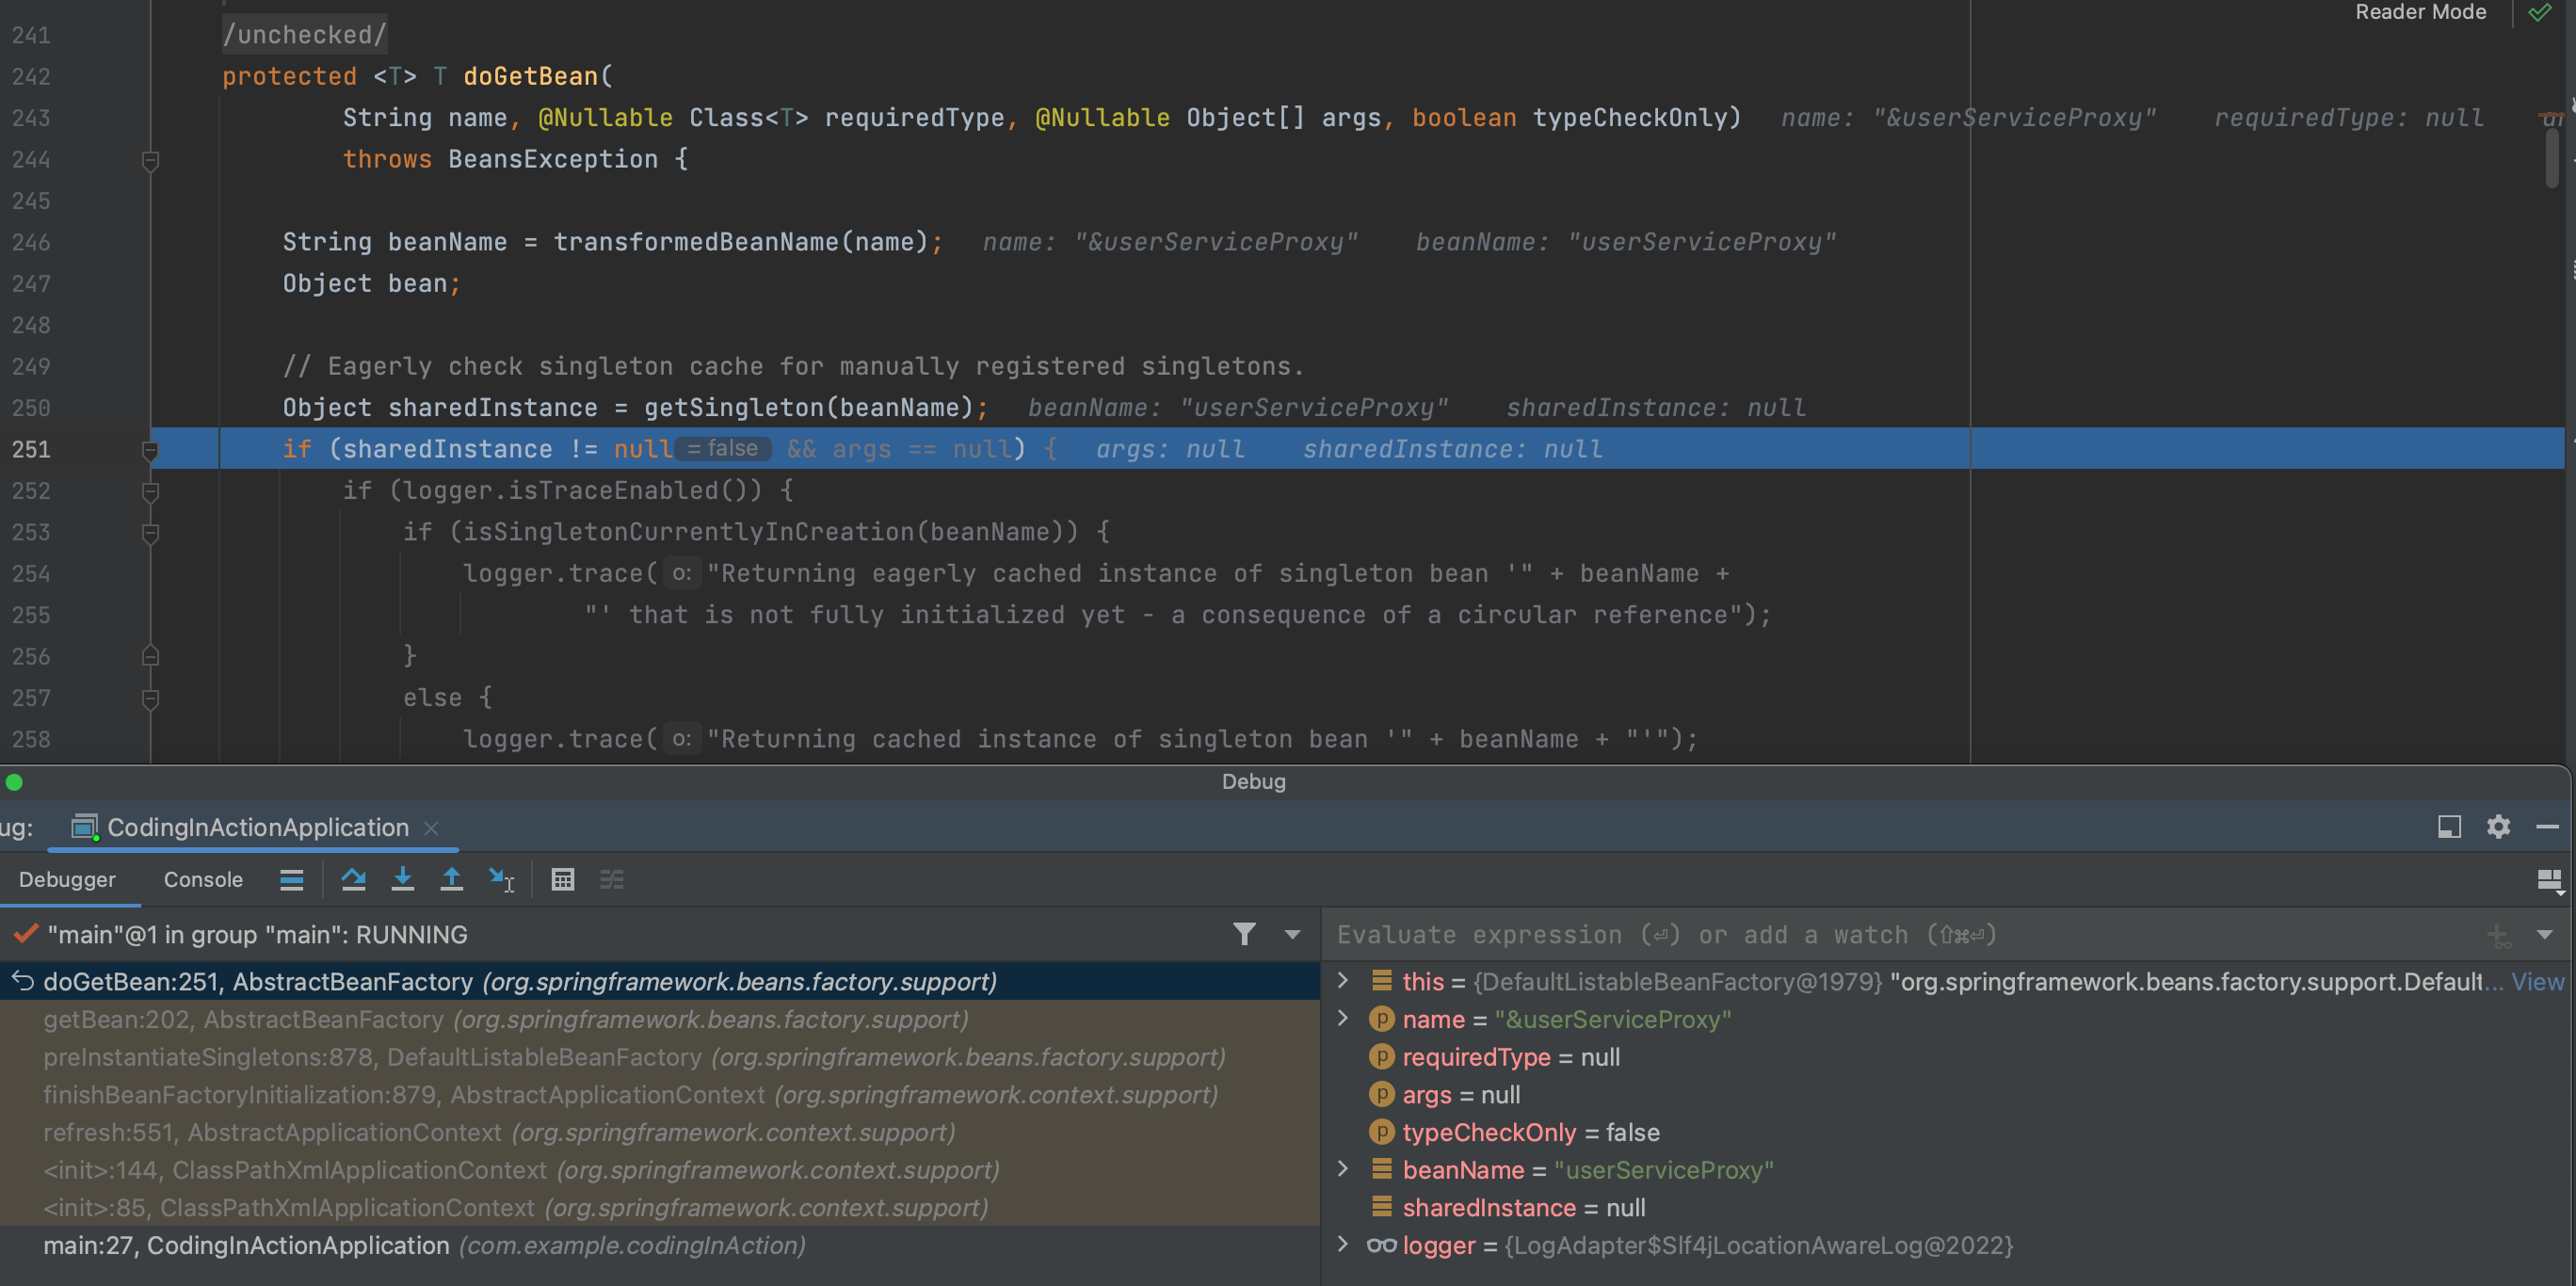 Reader Mode
241 /unchecked/
242 protected <T> T doGetBean(
243 String name, @Nullable Class<T> requiredType, @Nullable Object[] args, boolean typeCheckOnly) name: "&userServiceProxy" requiredType: null
244 throws BeansException {
245
246 String beanName = transformedBeanName(name); name: "&userServiceProxy" beanName: "userServiceProxy"
247 Object bean;
248
249 // Eagerly check singleton cache for manually registered singletons.
250 Object sharedInstance = getSingleton(beanName); beanName: "userServiceProxy" sharedInstance: null
251 if (sharedInstance != null = false && args == null) { args: null sharedInstance: null
252 if (logger.isTraceEnabled()) {
253 if (isSingletonCurrentlyInCreation(beanName)) {
254 logger.trace( o: "Returning eagerly cached instance of singleton bean '" + beanName +
255 "' that is not fully initialized yet - a consequence of a circular reference");
256 }
257 else {
258 logger.trace( o: "Returning cached instance of singleton bean '" + beanName + "'");
Debug
ug: CodingInActionApplication
Debugger Console
"main"@1 in group "main": RUNNING
doGetBean:251, AbstractBeanFactory (org.springframework.beans.factory.support)
getBean:202, AbstractBeanFactory (org.springframework.beans.factory.support)
preInstantiateSingletons:878, DefaultListableBeanFactory (org.springframework.beans.factory.support)
finishBeanFactoryInitialization:879, AbstractApplicationContext (org.springframework.context.support)
refresh:551, AbstractApplicationContext (org.springframework.context.support)
<init>:144, ClassPathXmlApplicationContext (org.springframework.context.support)
<init>:85, ClassPathXmlApplicationContext (org.springframework.context.support)
main:27, CodingInActionApplication (com.example.codingInAction)
Evaluate expression (⏎) or add a watch (⇧⌘⏎)
this = {DefaultListableBeanFactory@1979} "org.springframework.beans.factory.support.Default... View
name = "&userServiceProxy"
requiredType = null
args = null
typeCheckOnly = false
beanName = "userServiceProxy"
sharedInstance = null
logger = {LogAdapter$Slf4jLocationAwareLog@2022}